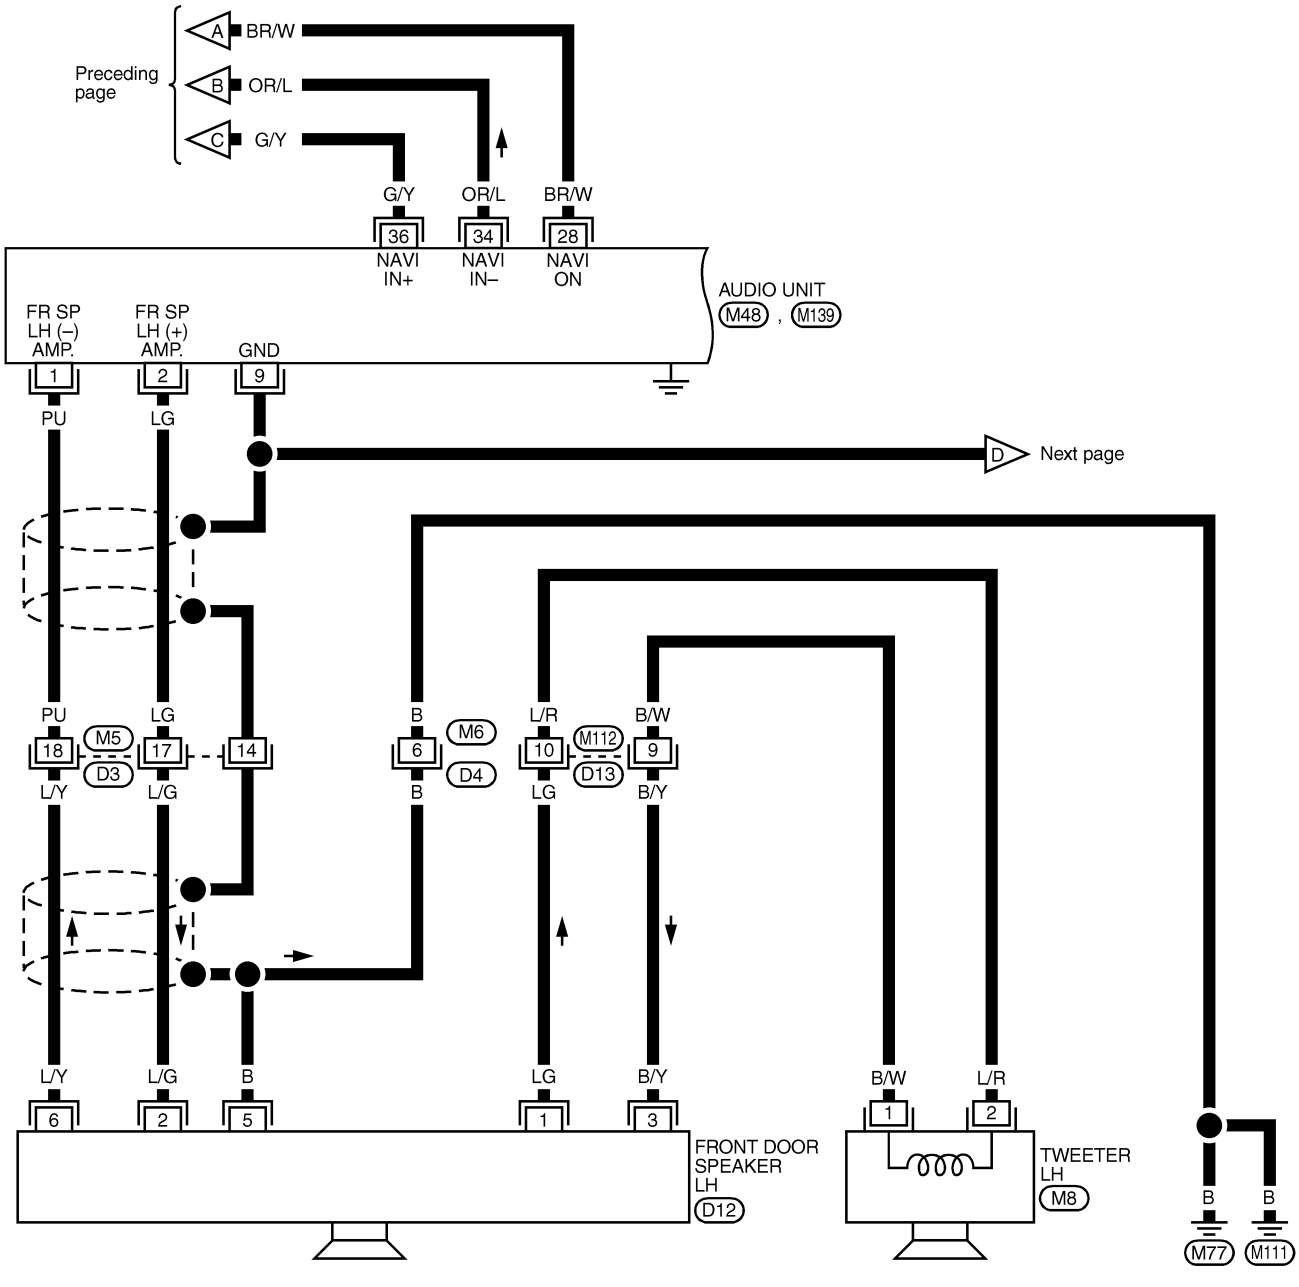 A BR/W
Preceding
page
B OR/L
C G/Y
G/Y OR/L BR/W
36 34 28
NAVI
IN+
NAVI
IN–
NAVI
ON
AUDIO UNIT
M48 , M139
FR SP
LH (–)
AMP.
FR SP
LH (+)
AMP.
GND
1 2 9
PU LG
D Next page
PU LG B L/R B/W
M5 M6 M112
18 17 14 6 10 9
D3 D4 D13
L/Y L/G B LG B/Y
L/Y L/G B LG B/Y B/W L/R
6 2 5 1 3 1 2
FRONT DOOR
SPEAKER
LH
D12
TWEETER
LH
M8
B B
M77 M111